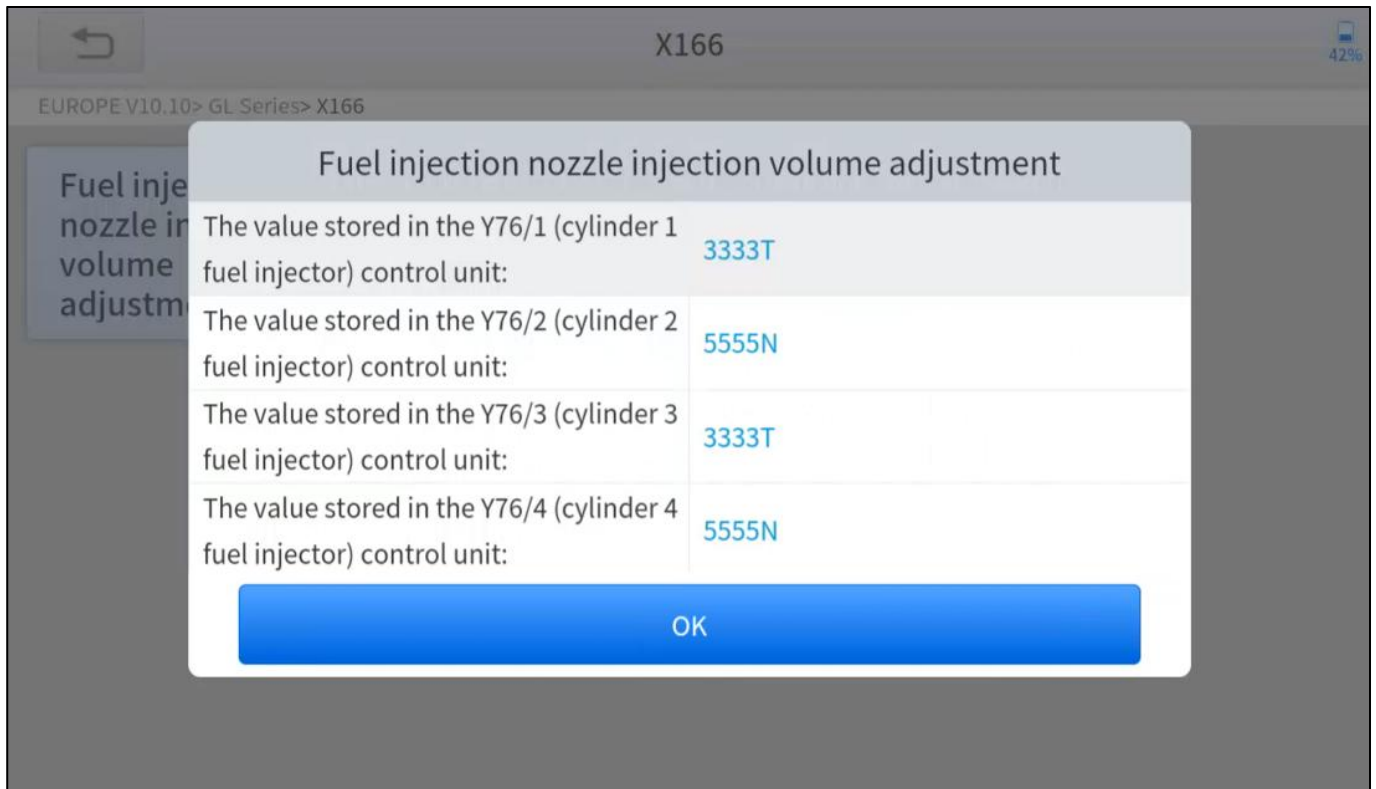 X166
42%
EUROPE V10.10> GL Series> X166
Fuel inje
nozzle in
volume
adjustm
Fuel injection nozzle injection volume adjustment
The value stored in the Y76/1 (cylinder 1
fuel injector) control unit:
3333T
The value stored in the Y76/2 (cylinder 2
fuel injector) control unit:
5555N
The value stored in the Y76/3 (cylinder 3
fuel injector) control unit:
3333T
The value stored in the Y76/4 (cylinder 4
fuel injector) control unit:
5555N
OK